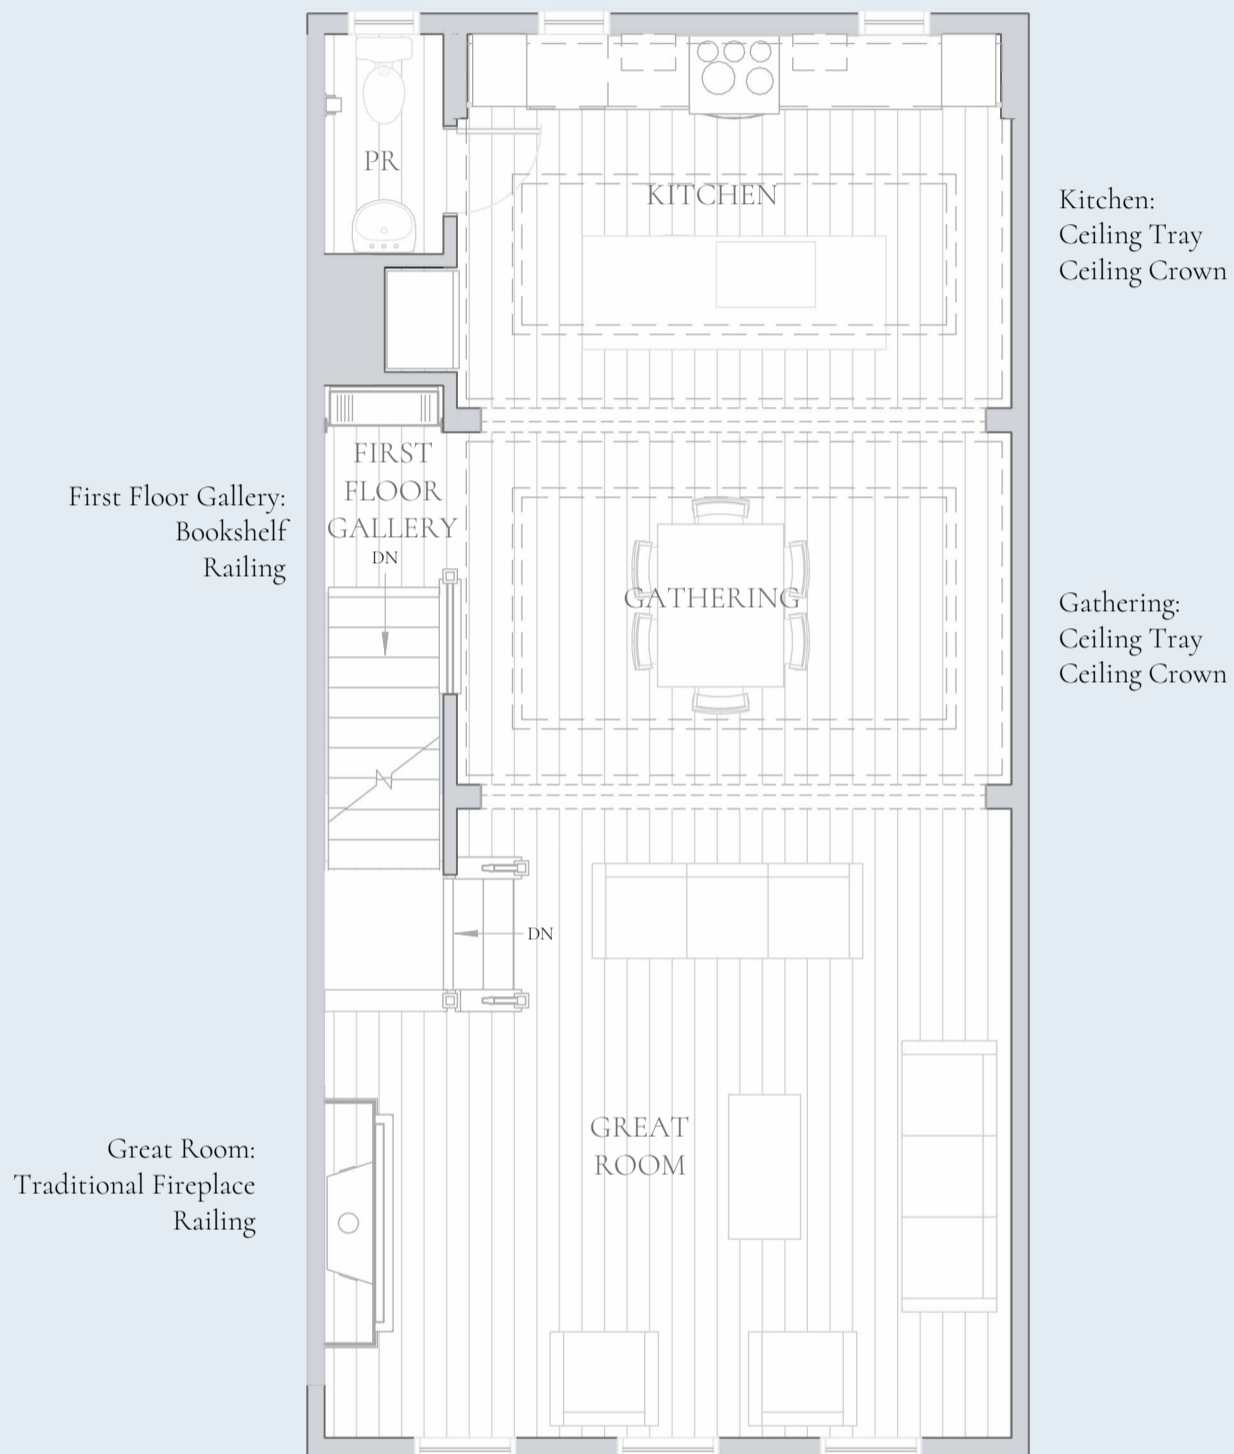 PR
KITCHEN
Kitchen:
Ceiling Tray
Ceiling Crown
FIRST
FLOOR
GALLERY
DN
First Floor Gallery:
Bookshelf
Railing
GATHERING
Gathering:
Ceiling Tray
Ceiling Crown
DN
GREAT
ROOM
Great Room:
Traditional Fireplace
Railing